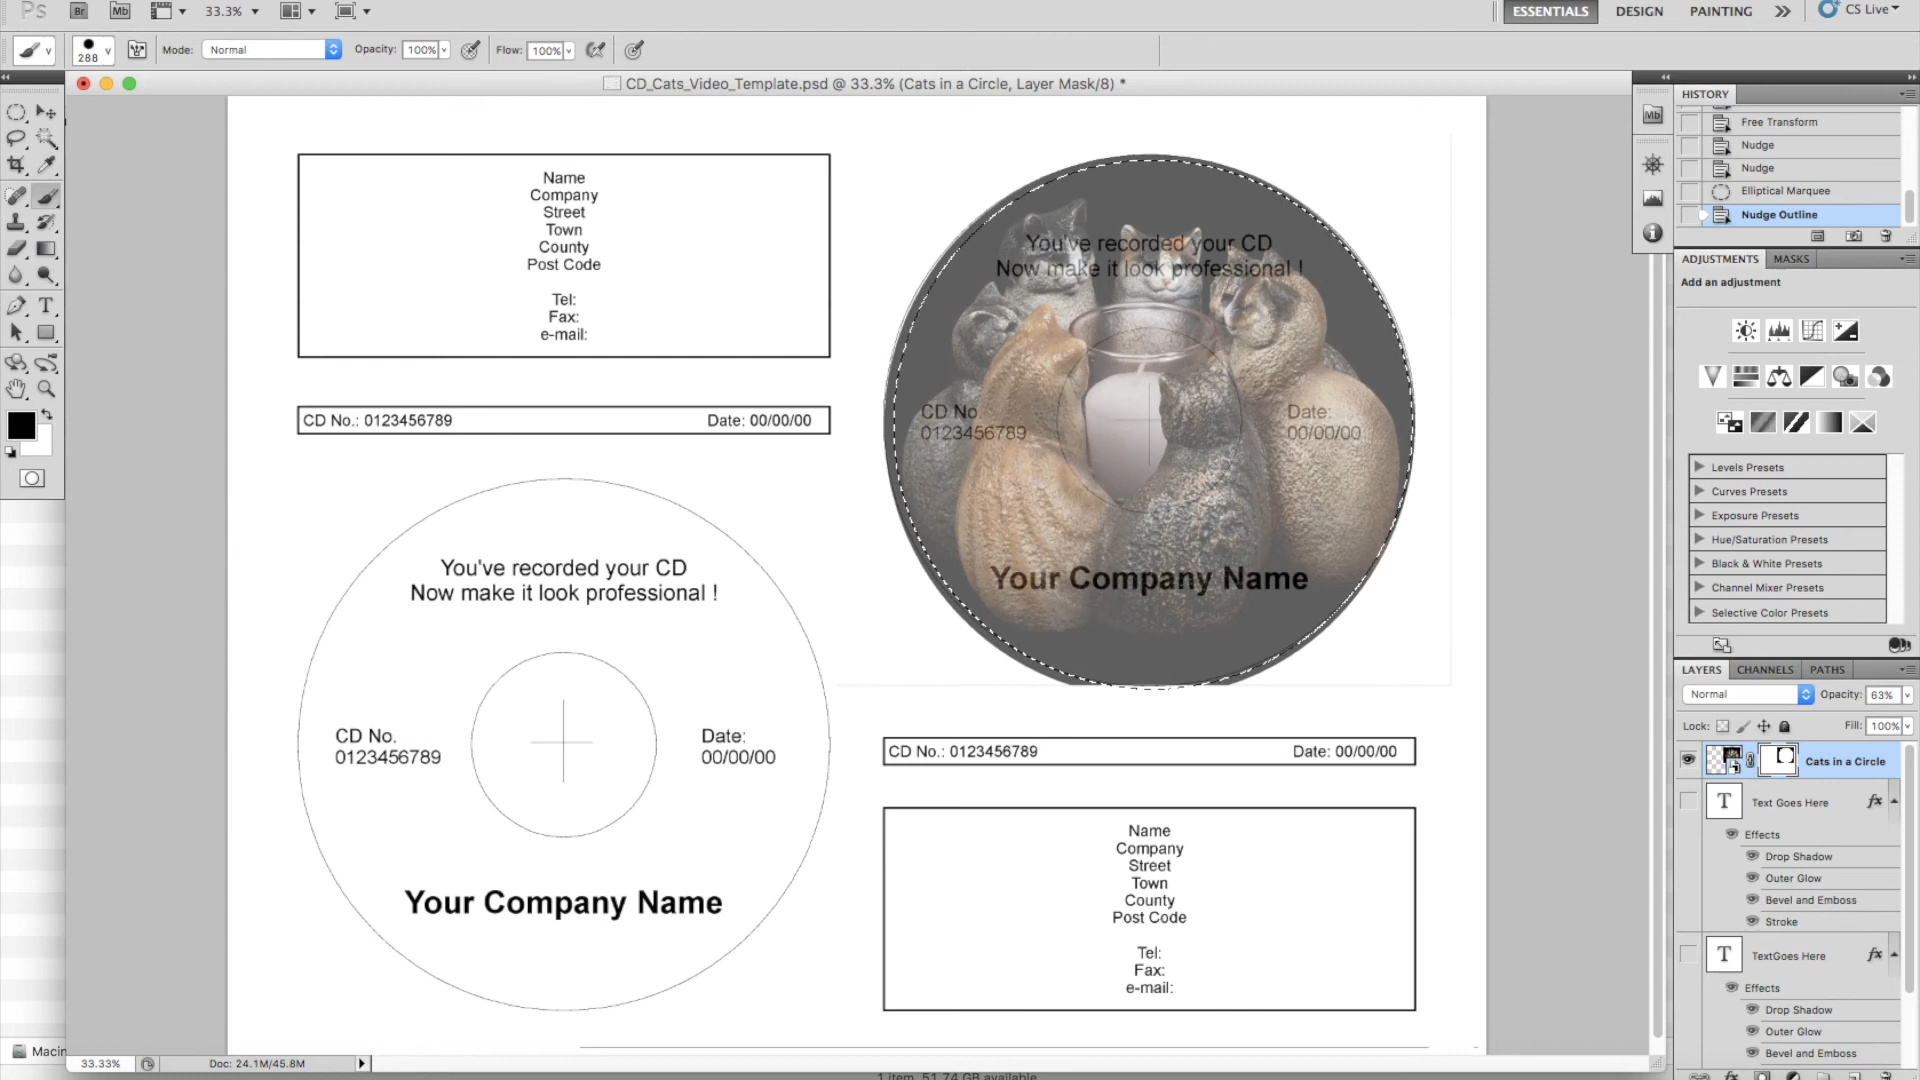 Ps
Br
Mb
33.3%
ESSENTIALS
DESIGN
PAINTING
CS Live
288
Mode: Normal
Opacity: 100%
Flow: 100%
CD_Cats_Video_Template.psd @ 33.3% (Cats in a Circle, Layer Mask/8) *
Name
Company
Street
Town
County
Post Code
Tel:
Fax:
e-mail:
CD No.: 0123456789
Date: 00/00/00
You've recorded your CD
Now make it look professional !
CD No.
0123456789
Date:
00/00/00
Your Company Name
You've recorded your CD
Now make it look professional !
CD No.
0123456789
Date:
00/00/00
Your Company Name
CD No.: 0123456789
Date: 00/00/00
Name
Company
Street
Town
County
Post Code
Tel:
Fax:
e-mail:
Mb
HISTORY
Free Transform
Nudge
Nudge
Elliptical Marquee
Nudge Outline
ADJUSTMENTS
MASKS
Add an adjustment
Levels Presets
Curves Presets
Exposure Presets
Hue/Saturation Presets
Black & White Presets
Channel Mixer Presets
Selective Color Presets
LAYERS
CHANNELS
PATHS
Normal
Opacity: 63%
Lock:
Fill: 100%
Cats in a Circle
T
Text Goes Here
fx
Effects
Drop Shadow
Outer Glow
Bevel and Emboss
Stroke
T
TextGoes Here
fx
Effects
Drop Shadow
Outer Glow
Bevel and Emboss
Macin
33.33%
Doc: 24.1M/45.8M
1 item, 51.74 GB available